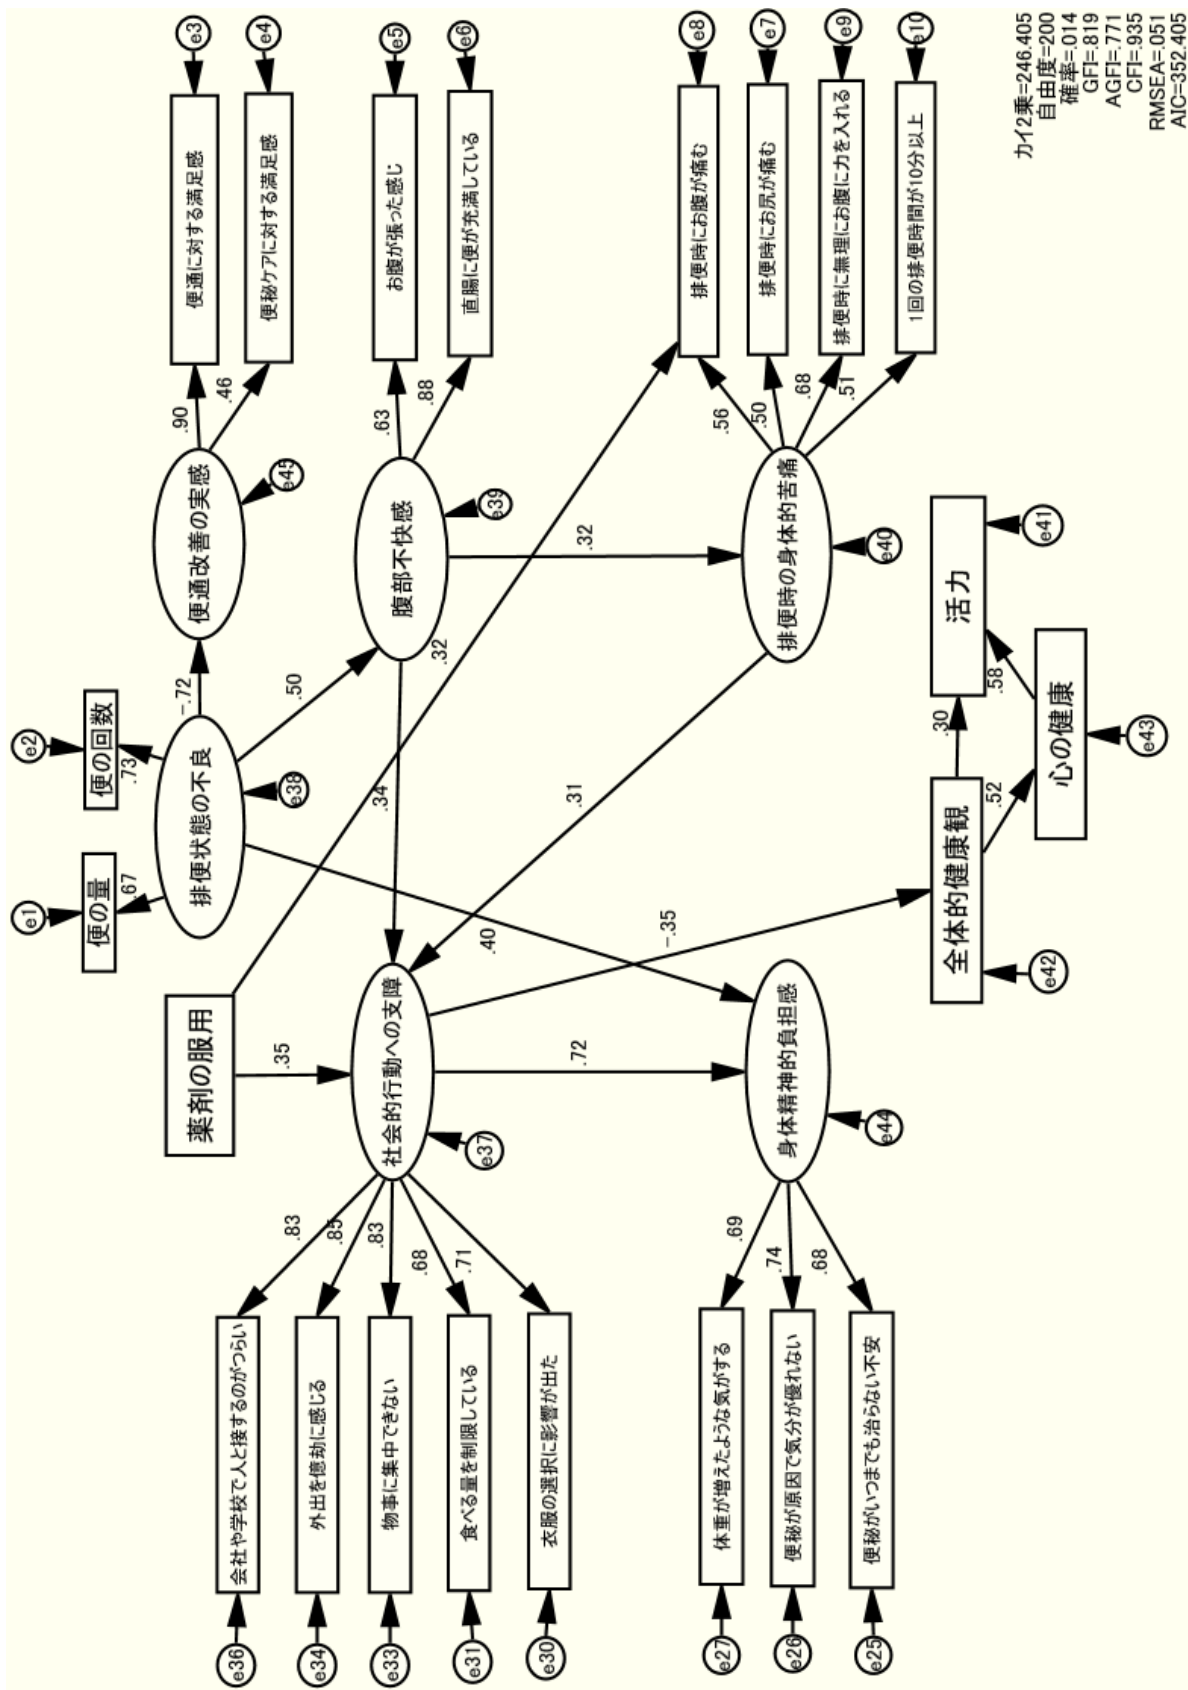 カイ2乗=246.405
自由度=200
確率=.014
GFI=.819
AGFI=.771
CFI=.935
RMSEA=.051
AIC=352.405
e3
e4
e5
e6
e8
e7
e9
e10
便通に対する満足感
便秘ケアに対する満足感
お腹が張った感じ
直腸に便が充満している
排便時にお腹が痛む
排便時にお尻が痛む
排便時に無理にお腹に力を入れる
1回の排便時間が10分以上
.90
.46
.63
.88
.56
.50
.68
.51
便通改善の実感
e45
腹部不快感
e39
排便時の身体的苦痛
e40
.32
.32
活力
e41
e2
便の回数
.73
-.72
.50
e1
便の量
.67
排便状態の不良
e38
.34
.31
.30
.58
心の健康
e43
.52
全体的健康観
e42
.40
-.35
薬剤の服用
.35
社会的行動への支障
e37
.72
身体精神的負担感
e44
.83
.85
.83
.68
.71
.69
.74
.68
会社や学校で人と接するのがつらい
外出を億劫に感じる
物事に集中できない
食べる量を制限している
衣服の選択に影響が出た
体重が増えたような気がする
便秘が原因で気分が優れない
便秘がいつまでも治らない不安
e36
e34
e33
e31
e30
e27
e26
e25